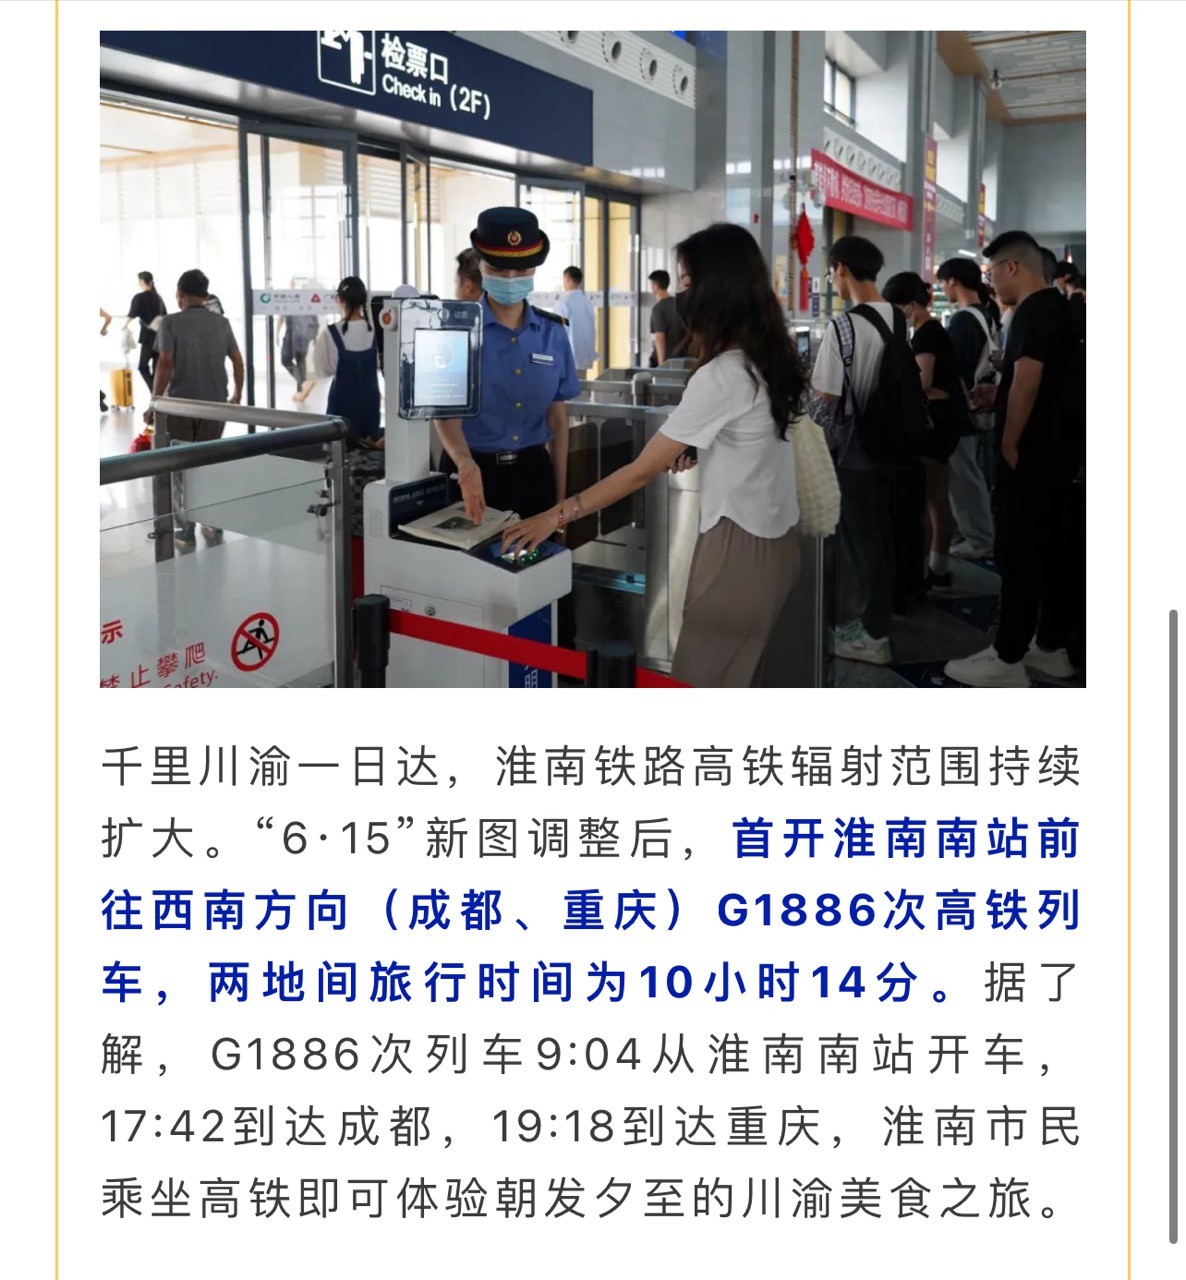 检票口
Check in (2F)
示
禁止攀爬
safety.
千里川渝一日达，淮南铁路高铁辐射范围持续
扩大。“6·15”新图调整后，首开淮南南站前
往西南方向（成都、重庆）G1886次高铁列
车，两地间旅行时间为10小时14分。据了
解，G1886次列车9:04从淮南南站开车，
17:42到达成都，19:18到达重庆，淮南市民
乘坐高铁即可体验朝发夕至的川渝美食之旅。